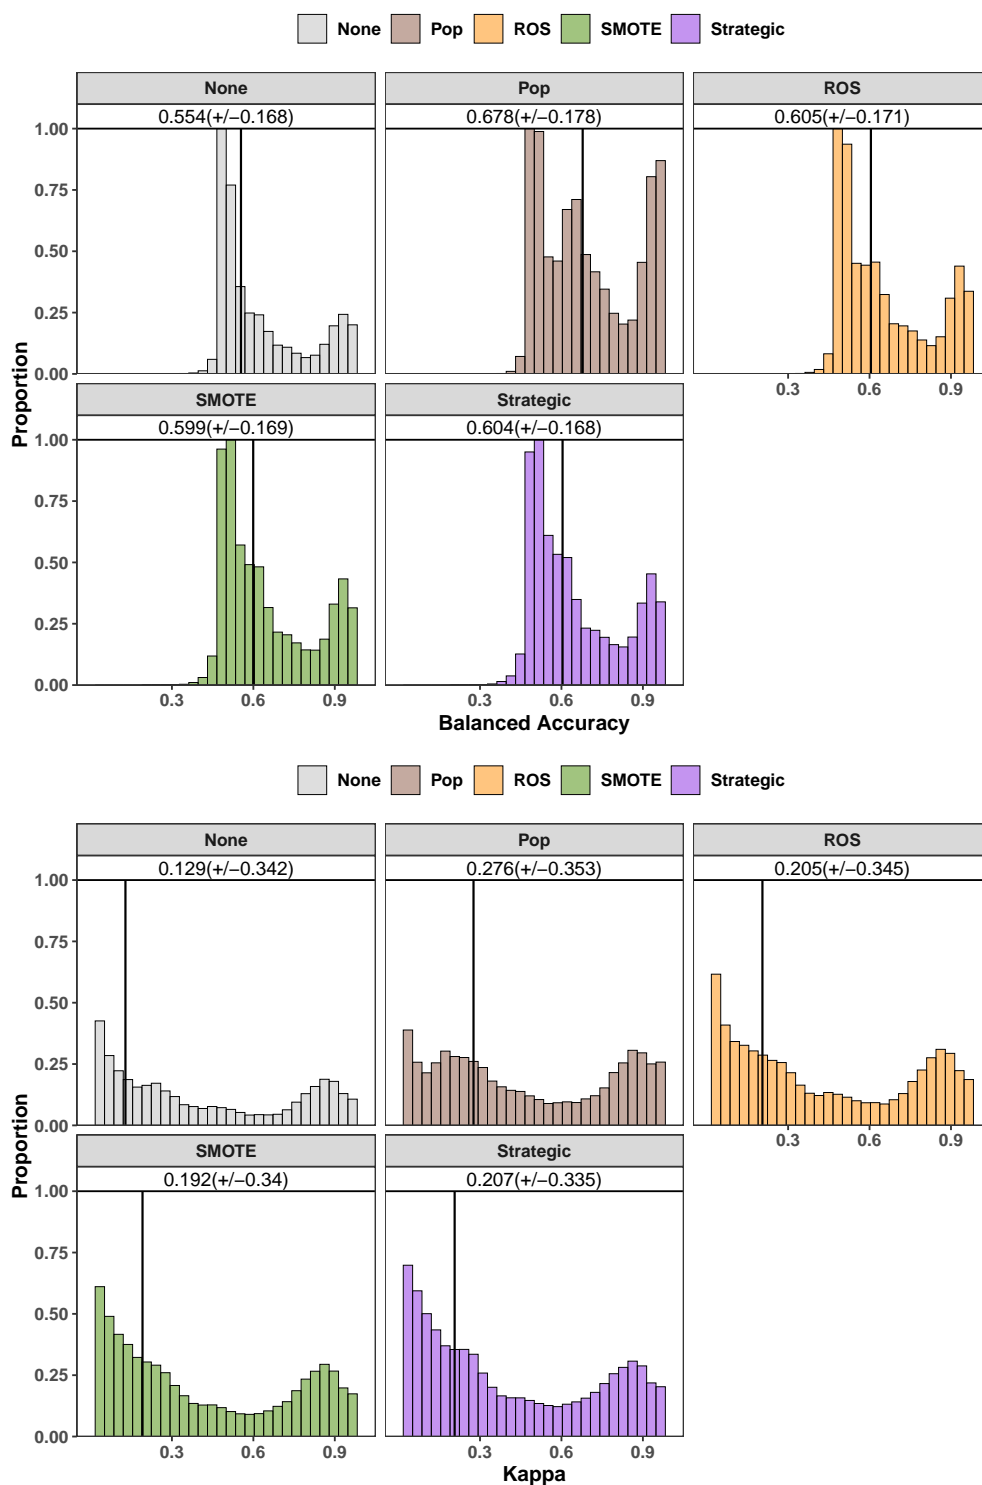 None Pop ROS SMOTE Strategic
None Pop ROS
0.554(+/−0.168) 0.678(+/−0.178) 0.605(+/−0.171)
1.00
0.75
0.50
0.25
0.00
0.3 0.6 0.9
Proportion
SMOTE Strategic
0.599(+/−0.169) 0.604(+/−0.168)
1.00
0.75
0.50
0.25
0.00
0.3 0.6 0.9 0.3 0.6 0.9
Balanced Accuracy
None Pop ROS SMOTE Strategic
None Pop ROS
0.129(+/−0.342) 0.276(+/−0.353) 0.205(+/−0.345)
1.00
0.75
0.50
0.25
0.00
0.3 0.6 0.9
Proportion
SMOTE Strategic
0.192(+/−0.34) 0.207(+/−0.335)
1.00
0.75
0.50
0.25
0.00
0.3 0.6 0.9 0.3 0.6 0.9
Kappa